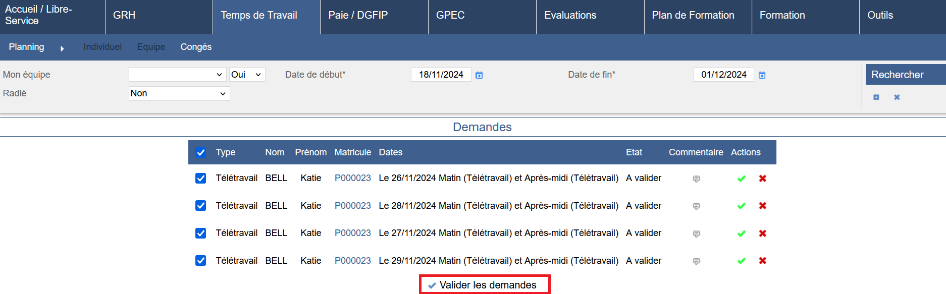 Accueil / Libre-Service GRH Temps de Travail Paie / DGFIP GPEC Evaluations Plan de Formation Formation Outils
Planning Individuel Equipe Congés
Mon équipe Oui Date de début* 18/11/2024 Date de fin* 01/12/2024 Rechercher
Radié Non
Demandes
Type Nom Prénom Matricule Dates Etat Commentaire Actions
Télétravail BELL Katie P000023 Le 26/11/2024 Matin (Télétravail) et Après-midi (Télétravail) A valider
Télétravail BELL Katie P000023 Le 28/11/2024 Matin (Télétravail) et Après-midi (Télétravail) A valider
Télétravail BELL Katie P000023 Le 27/11/2024 Matin (Télétravail) et Après-midi (Télétravail) A valider
Télétravail BELL Katie P000023 Le 29/11/2024 Matin (Télétravail) et Après-midi (Télétravail) A valider
Valider les demandes